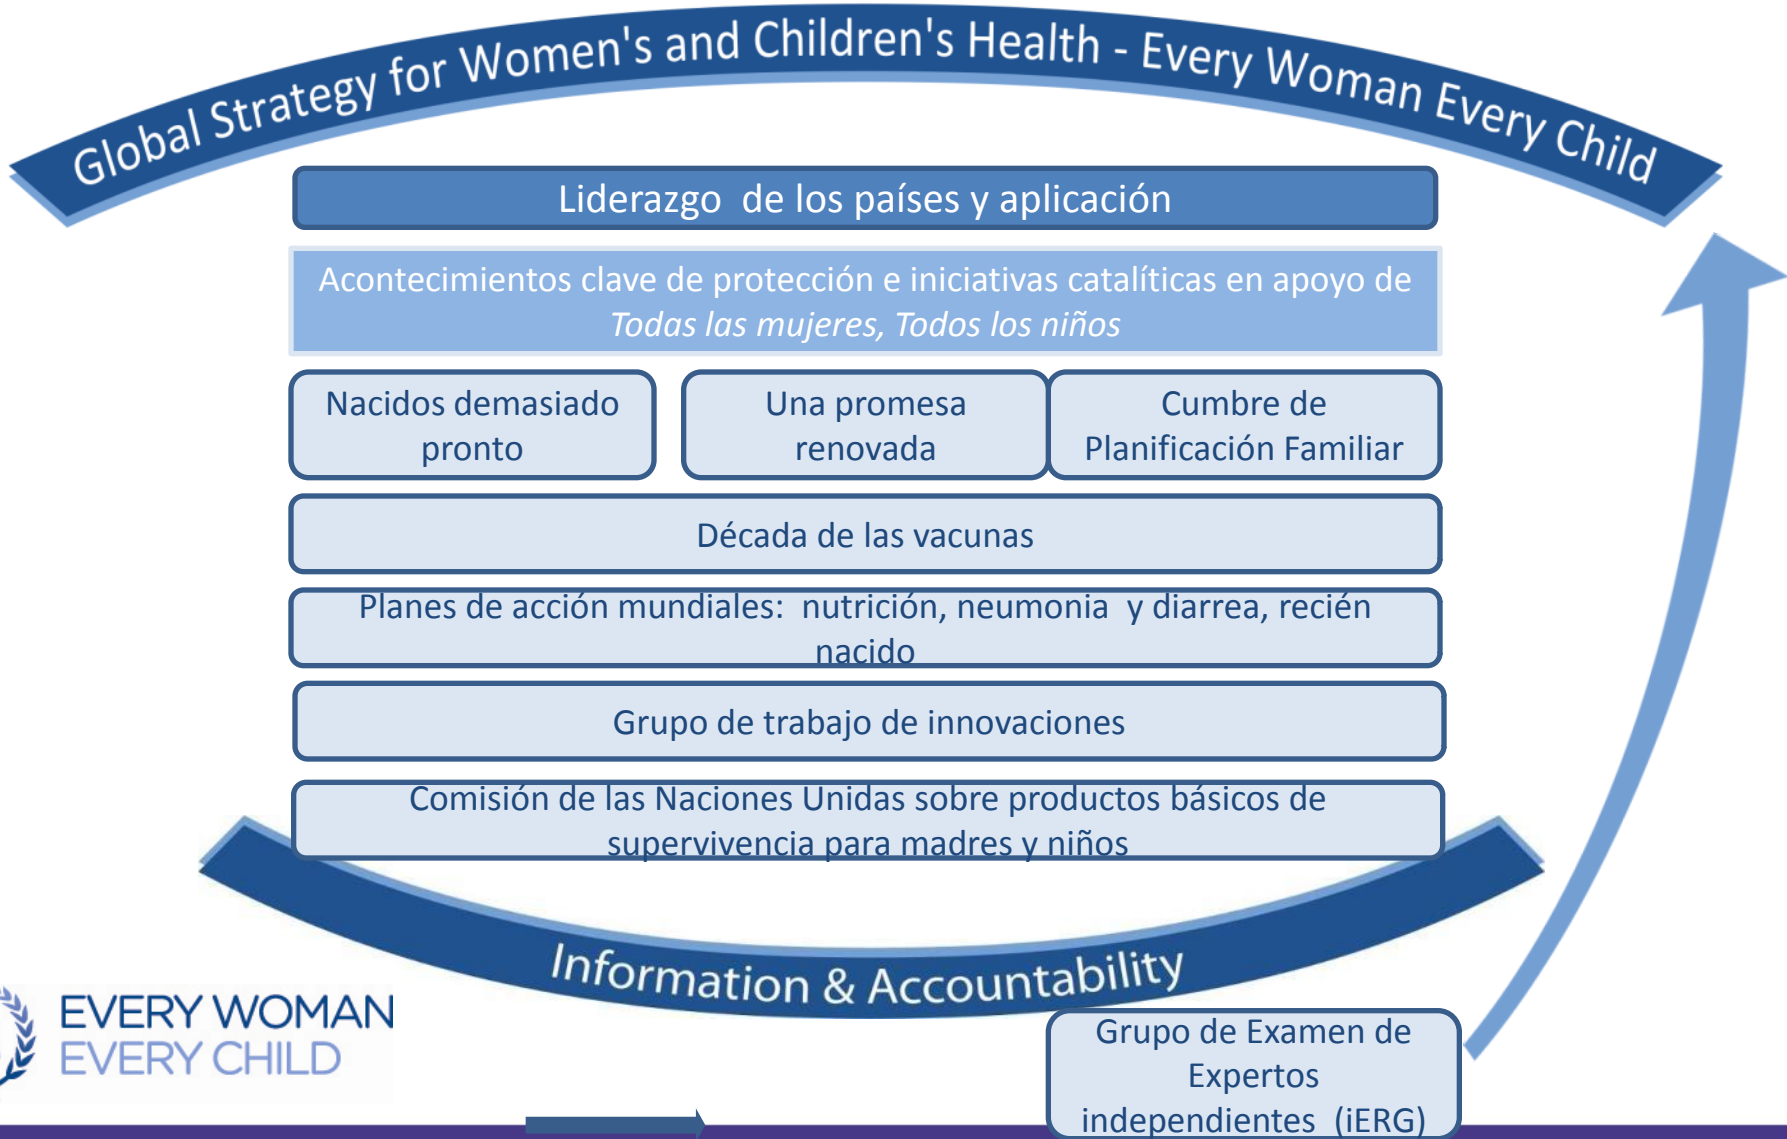 Global Strategy for Women's and Children's Health - Every Woman Every Child
Liderazgo de los países y aplicación
Acontecimientos clave de protección e iniciativas catalíticas en apoyo de
Todas las mujeres, Todos los niños
Nacidos demasiado
pronto
Una promesa
renovada
Cumbre de
Planificación Familiar
Década de las vacunas
Planes de acción mundiales: nutrición, neumonia y diarrea, recién
nacido
Grupo de trabajo de innovaciones
Comisión de las Naciones Unidas sobre productos básicos de
supervivencia para madres y niños
Information & Accountability
EVERY WOMAN
EVERY CHILD
Grupo de Examen de
Expertos
independientes (iERG)